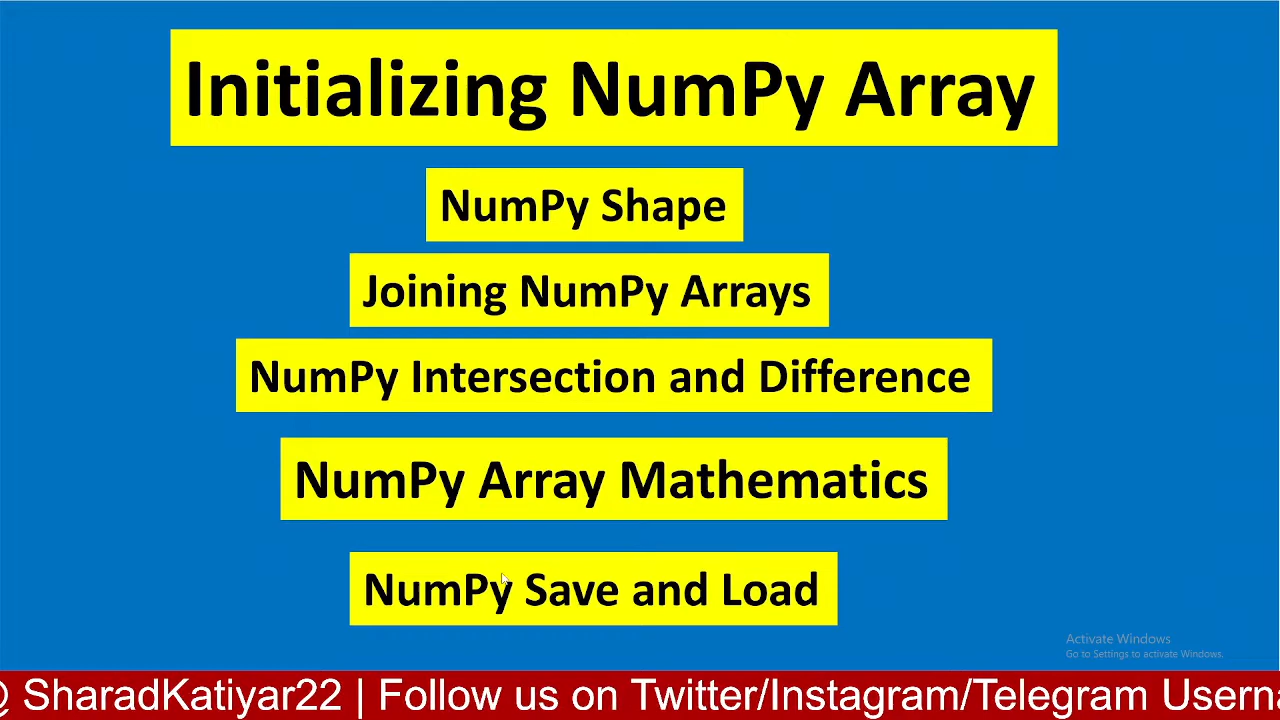 Initializing NumPy Array
NumPy Shape
Joining NumPy Arrays
NumPy Intersection and Difference
NumPy Array Mathematics
NumPy Save and Load
Activate Windows
Go to Settings to activate Windows.
@ SharadKatiyar22 | Follow us on Twitter/Instagram/Telegram Userna